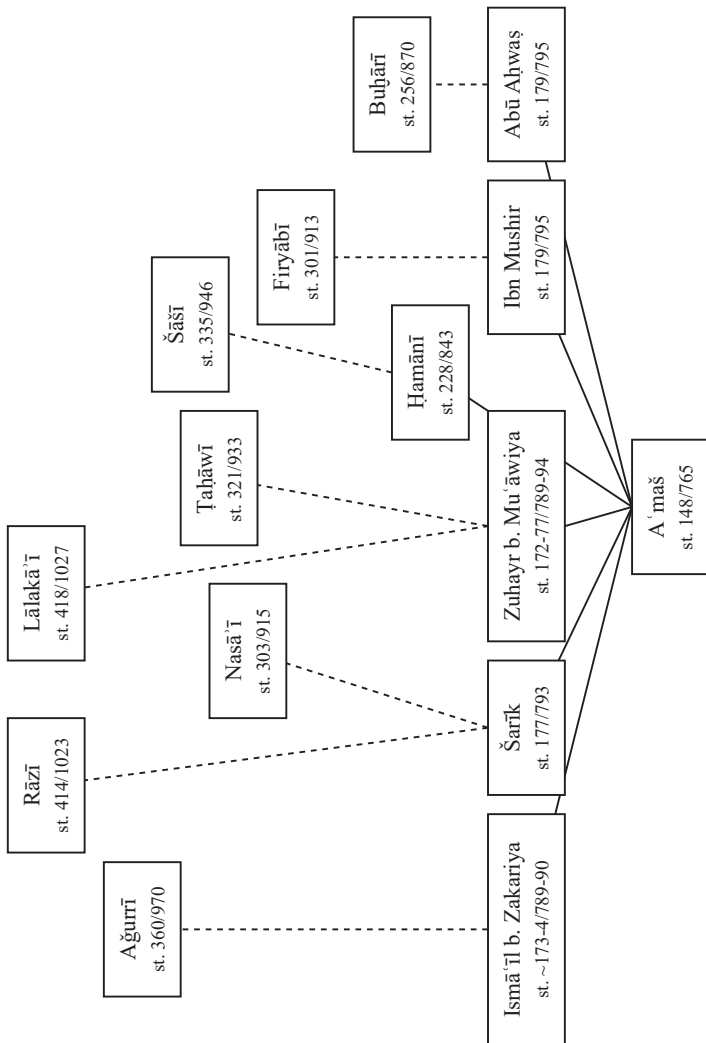 Rāzī
st. 414/1023
Lālakāʾī
st. 418/1027
Ağurrī
st. 360/970
Šāšī
st. 335/946
Nasāʾī
st. 303/915
Ṭaḥāwī
st. 321/933
Firyābī
st. 301/913
Buḫārī
st. 256/870
Ḥamānī
st. 228/843
Ismāʿīl b. Zakariya
st. ~173-4/789-90
Šarīk
st. 177/793
Zuhayr b. Muʿāwiya
st. 172-77/789-94
Ibn Mushir
st. 179/795
Abū Aḥwaṣ
st. 179/795
Aʿmaš
st. 148/765